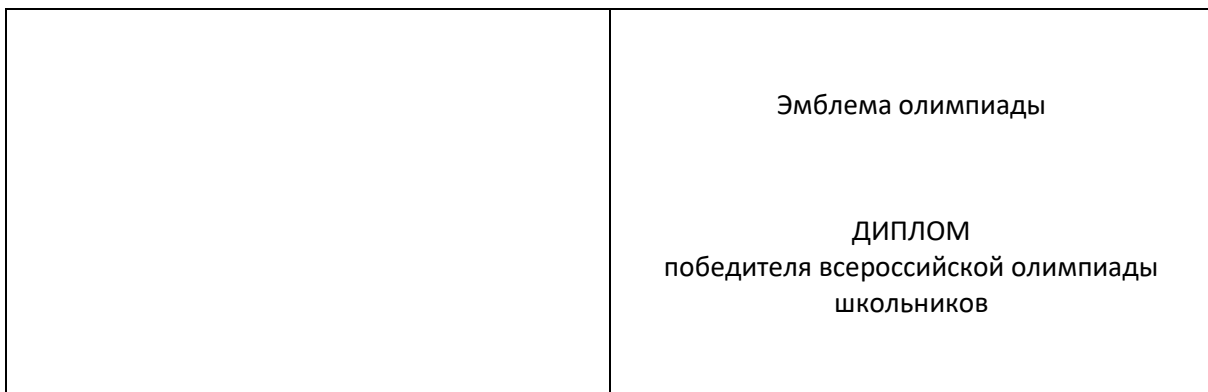 Эмблема олимпиады
ДИПЛОМ
победителя всероссийской олимпиады
школьников